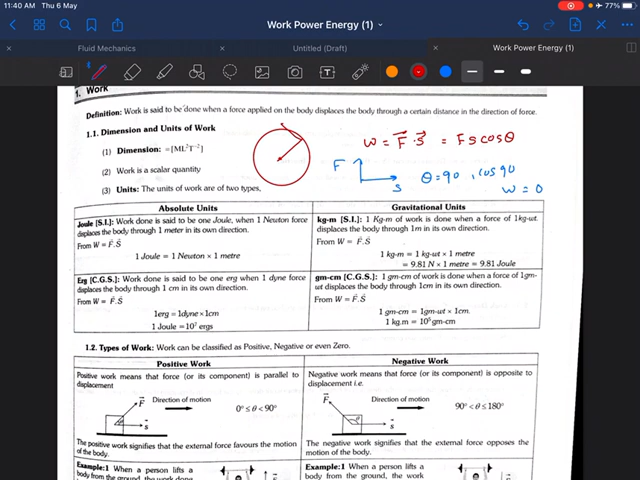 11:40 AM Thu 6 May
77%
Work Power Energy (1)
Fluid Mechanics
Untitled (Draft)
Work Power Energy (1)
1. Work
Definition: Work is said to be done when a force applied on the body displaces the body through a certain distance in the direction of force.
1.1. Dimension and Units of Work
W = F⃗ · S⃗ = F s cosθ
(1) Dimension: =[ML²T⁻²]
F
(2) Work is a scalar quantity
S
θ = 90 , cos 90
(3) Units: The units of work are of two types,
W = 0
Absolute Units
Gravitational Units
Joule [S.I]: Work done is said to be one Joule, when 1 Newton force
displaces the body through 1 meter in its own direction.
From W = F⃗.S⃗
1 Joule = 1 Newton × 1 metre
kg-m [S.I.]: 1 Kg-m of work is done when a force of 1kg-wt.
displaces the body through 1m in its own direction.
From W = F⃗.S⃗
1 kg-m = 1 kg-wt × 1 metre
= 9.81 N × 1 metre = 9.81 Joule
Erg [C.G.S]: Work done is said to be one erg when 1 dyne force
displaces the body through 1 cm in its own direction.
From W = F⃗.S⃗
1erg = 1dyne ×1cm
1 Joule = 10⁷ ergs
gm-cm [C.G.S.]: 1 gm-cm of work is done when a force of 1gm-
wt displaces the body through 1cm in its own direction.
From W = F⃗.S⃗
1 gm-cm = 1gm-wt × 1cm.
1 kg.m = 10⁵ gm-cm
1.2. Types of Work: Work can be classified as Positive, Negative or even Zero.
Positive Work
Negative Work
Positive work means that force (or its component) is parallel to
displacement
F⃗
Direction of motion
0° ≤ θ < 90°
s⃗
The positive work signifies that the external force favours the motion
of the body.
Negative work means that force (or its component) is opposite to
displacement i.e.
F⃗
Direction of motion
90° < θ ≤ 180°
θ
s⃗
The negative work signifies that the external force opposes the
motion of the body.
Example:1 When a person lifts a
body from the ground, the work done
Example:1 When a person lifts
a body from the ground, the work